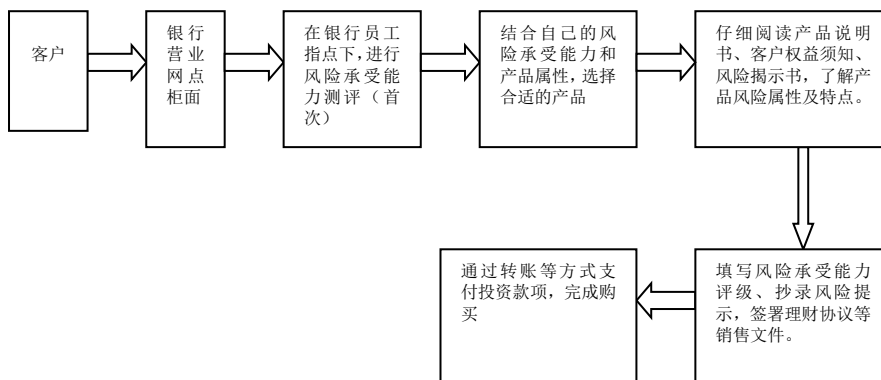 客户
银行
营业
网点
柜面
在银行员工
指点下，进行
风险承受能
力测评（首
次）
结合自己的风
险承受能力和
产品属性，选择
合适的产品
仔细阅读产品说明
书、客户权益须知、
风险揭示书，了解产
品风险属性及特点。
填写风险承受能力
评级、抄录风险提
示，签署理财协议等
销售文件。
通过转账等方式支
付投资款项，完成购
买